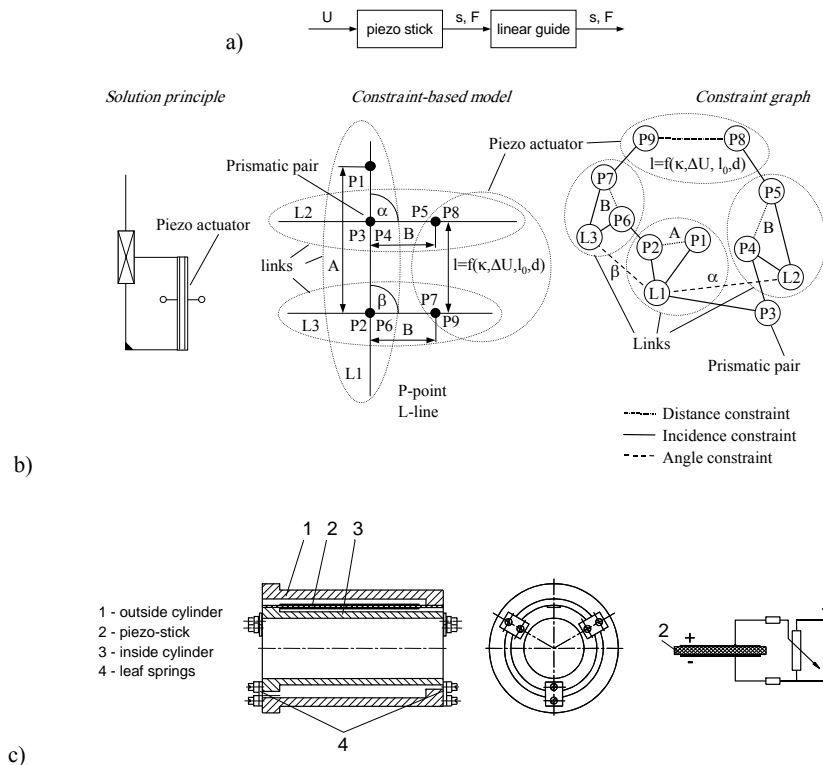 U
s, F
s, F
piezo stick
linear guide
a)
Solution principle
Constraint-based model
Constraint graph
Piezo actuator
Prismatic pair
links
P1
L2
α
P5 P8
P3 P4
B
A
l=f(κ,ΔU,l0,d)
β
P7
L3
P2 P6
B
P9
L1
P-point
L-line
Piezo actuator
P9
P8
l=f(κ,ΔU, l0,d)
P7
P5
B
P6
B
A
P1
P4
L3
P2
α
L2
β
L1
P3
Links
Prismatic pair
Distance constraint
Incidence constraint
Angle constraint
b)
1 2 3
1 - outside cylinder
2 - piezo-stick
3 - inside cylinder
4 - leaf springs
2
+
-
4
c)